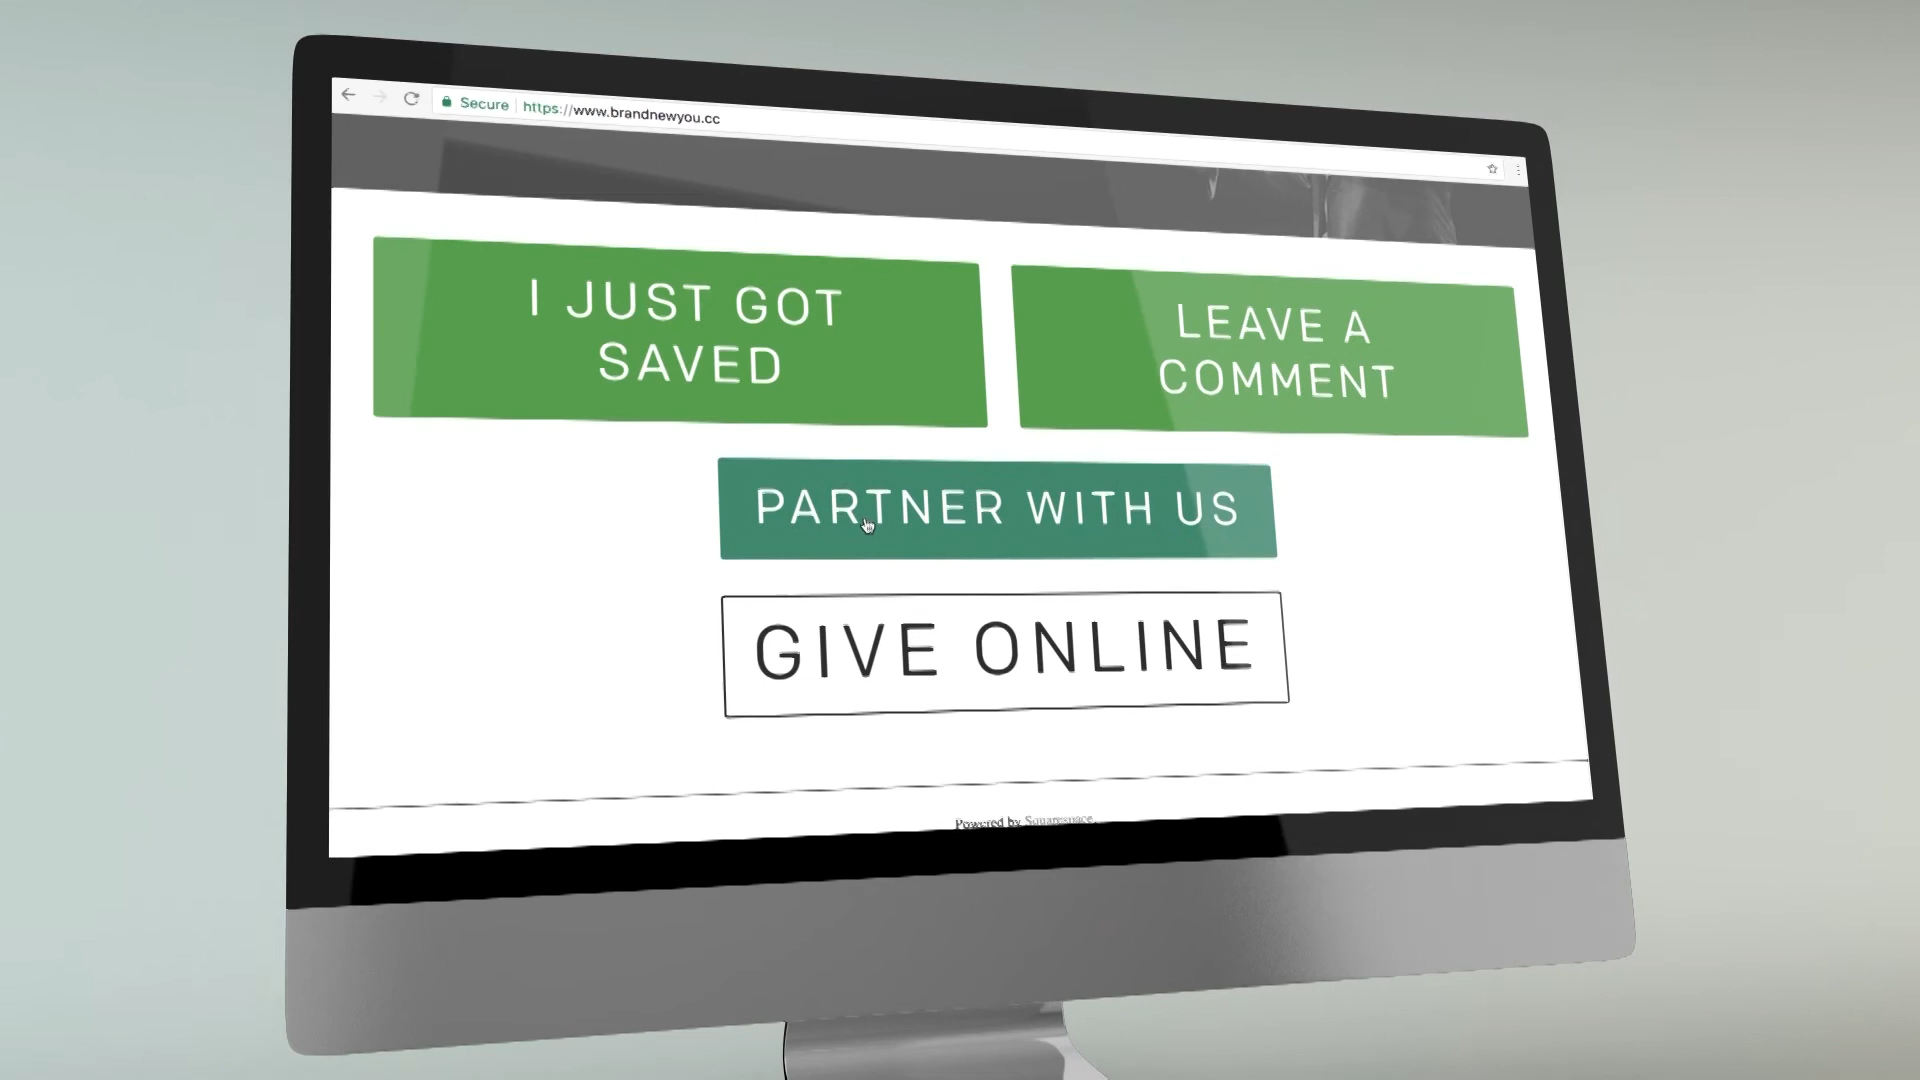 Secure https://www.brandnewyou.cc
I JUST GOT
SAVED
LEAVE A
COMMENT
PARTNER WITH US
GIVE ONLINE
Powered by Squarespace.